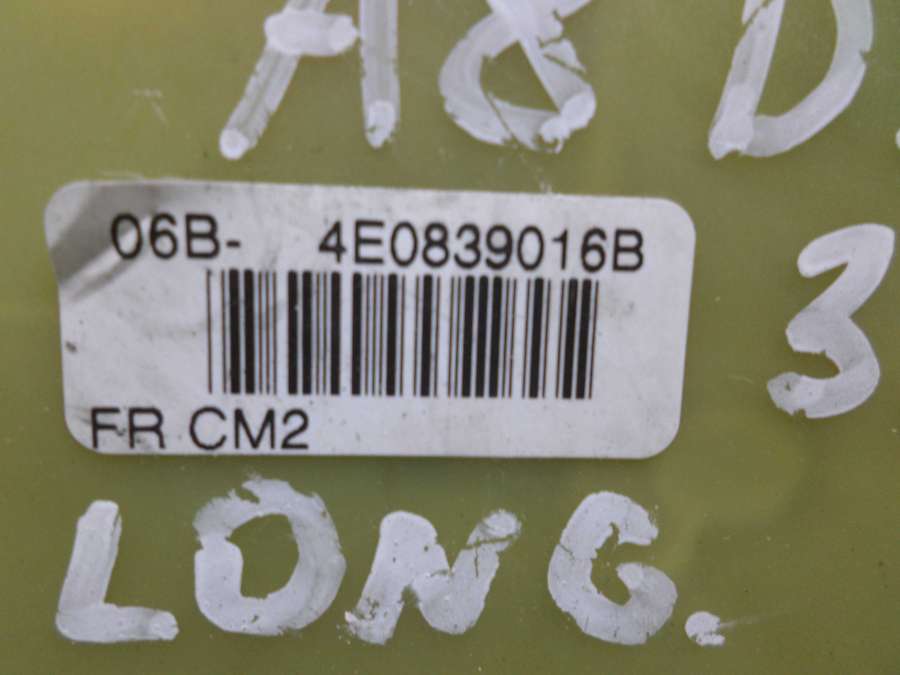 A8 D.
06B- 4E0839016B
3
FR CM2
LONG.